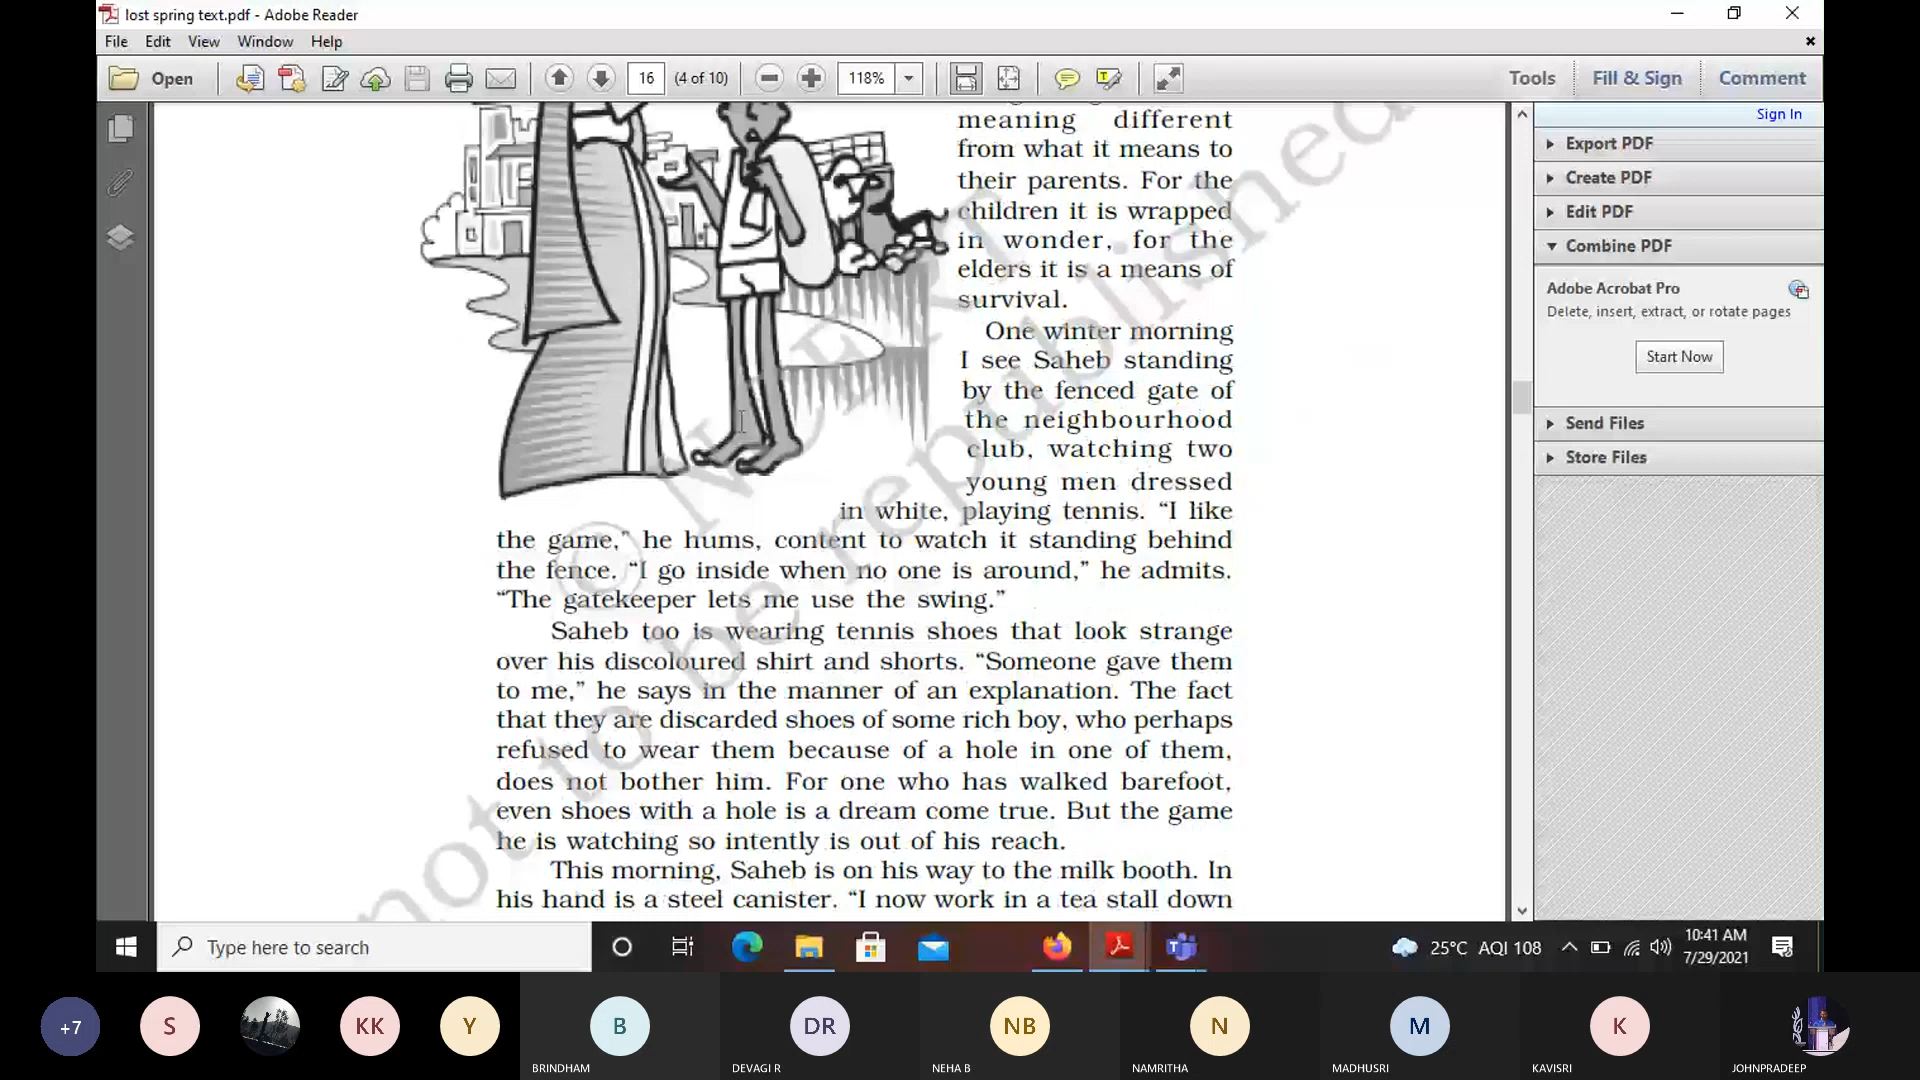 lost spring text.pdf - Adobe Reader
File Edit View Window Help
Open 16 (4 of 10) 118% Tools Fill & Sign Comment
Sign In
Export PDF
Create PDF
Edit PDF
Combine PDF
Adobe Acrobat Pro
Delete, insert, extract, or rotate pages
Start Now
Send Files
Store Files
meaning different
from what it means to
their parents. For the
children it is wrapped
in wonder, for the
elders it is a means of
survival.
One winter morning
I see Saheb standing
by the fenced gate of
the neighbourhood
club, watching two
young men dressed
in white, playing tennis. “I like
the game,” he hums, content to watch it standing behind
the fence. “I go inside when no one is around,” he admits.
“The gatekeeper lets me use the swing.”
Saheb too is wearing tennis shoes that look strange
over his discoloured shirt and shorts. “Someone gave them
to me,” he says in the manner of an explanation. The fact
that they are discarded shoes of some rich boy, who perhaps
refused to wear them because of a hole in one of them,
does not bother him. For one who has walked barefoot,
even shoes with a hole is a dream come true. But the game
he is watching so intently is out of his reach.
This morning, Saheb is on his way to the milk booth. In
his hand is a steel canister. “I now work in a tea stall down
© NCERT
not to be republished
Type here to search
25°C AQI 108
10:41 AM
7/29/2021
+7 S KK Y B DR NB N M K
BRINDHAM DEVAGI R NEHA B NAMRITHA MADHUSRI KAVISRI JOHNPRADEEP